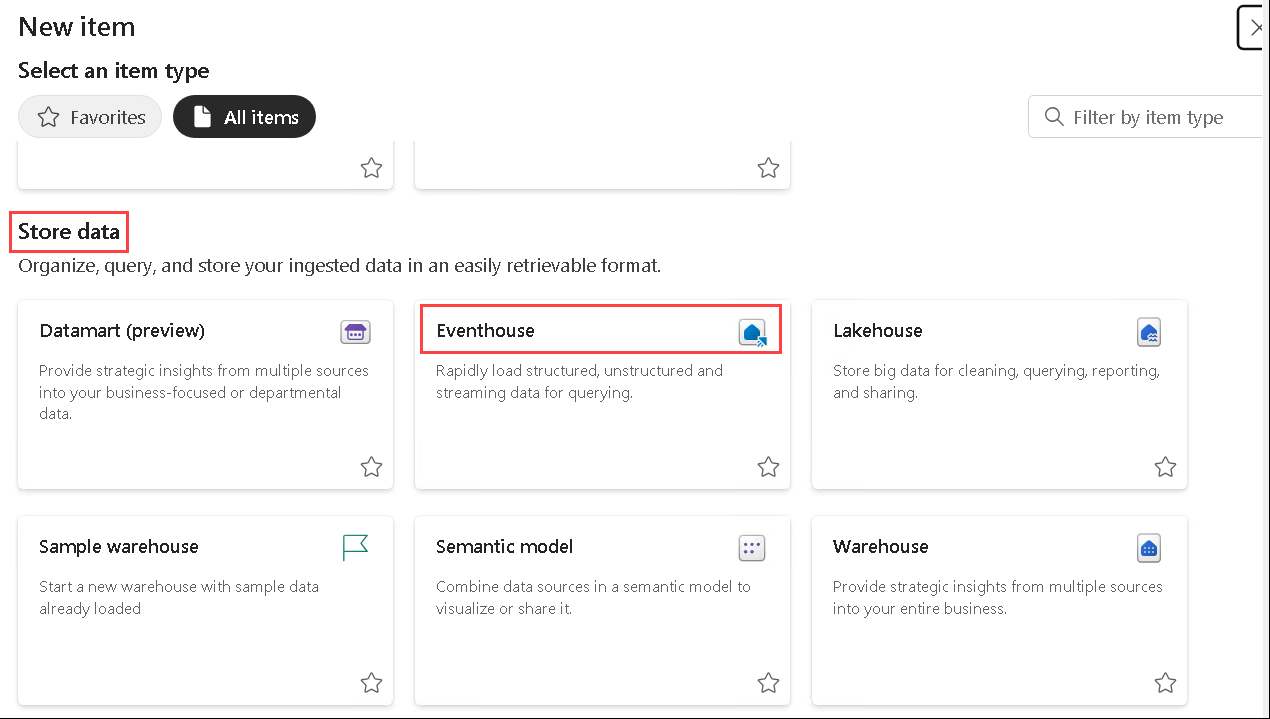 New item
Select an item type
Favorites
All items
Filter by item type
Store data
Organize, query, and store your ingested data in an easily retrievable format.
Datamart (preview)
Provide strategic insights from multiple sources
into your business-focused or departmental
data.
Eventhouse
Rapidly load structured, unstructured and
streaming data for querying.
Lakehouse
Store big data for cleaning, querying, reporting,
and sharing.
Sample warehouse
Start a new warehouse with sample data
already loaded
Semantic model
Combine data sources in a semantic model to
visualize or share it.
Warehouse
Provide strategic insights from multiple sources
into your entire business.